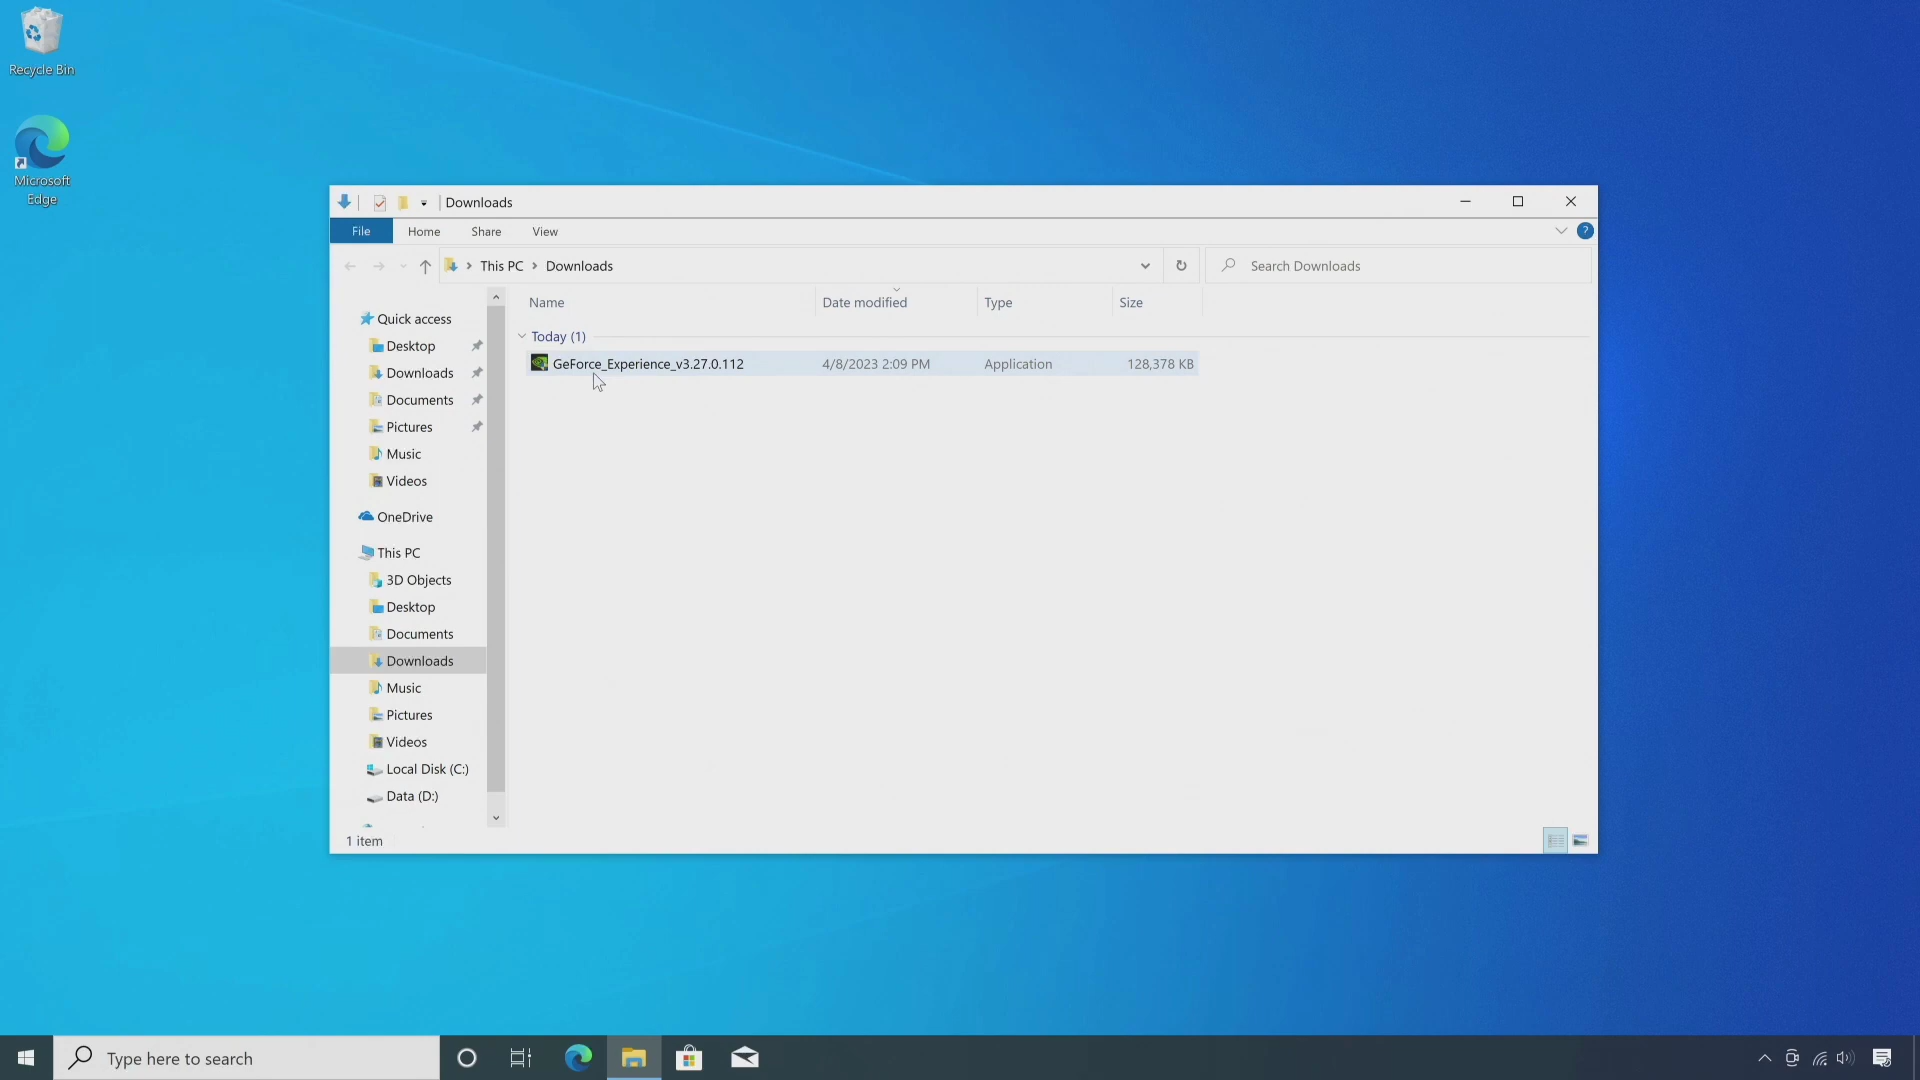 Recycle Bin
Microsoft
Edge
Downloads
File Home Share View
?
This PC > Downloads
Search Downloads
Name Date modified Type Size
Today (1)
GeForce_Experience_v3.27.0.112 4/8/2023 2:09 PM Application 128,378 KB
Quick access
Desktop
Downloads
Documents
Pictures
Music
Videos
OneDrive
This PC
3D Objects
Desktop
Documents
Downloads
Music
Pictures
Videos
Local Disk (C:)
Data (D:)
1 item
Type here to search